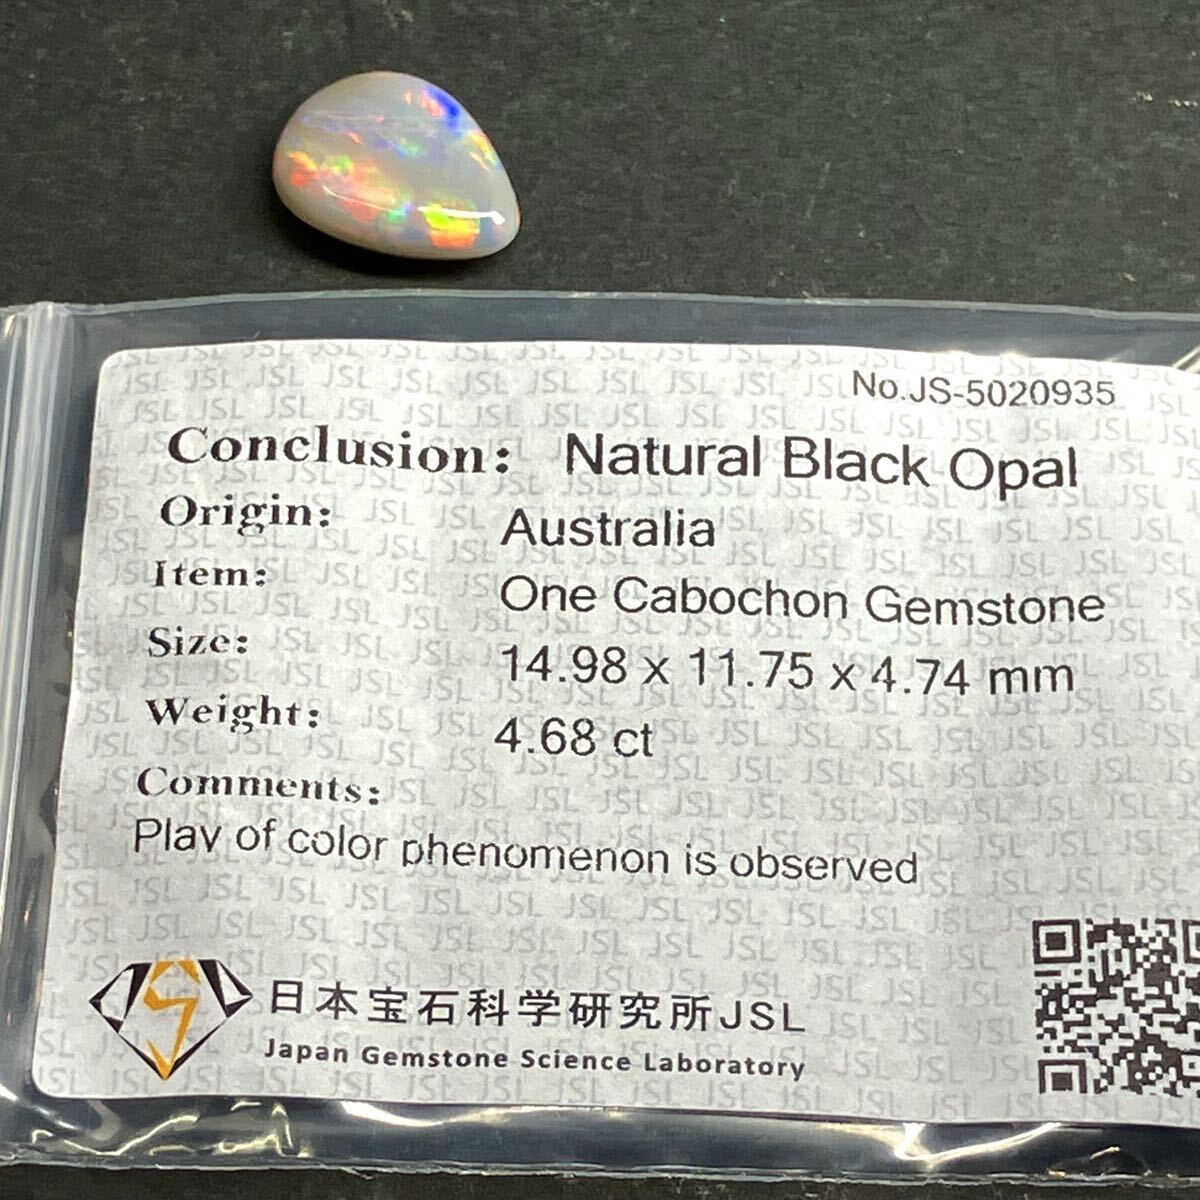 No.JS-5020935
Conclusion: Natural Black Opal
Origin: Australia
Item: One Cabochon Gemstone
Size: 14.98 x 11.75 x 4.74 mm
Weight: 4.68 ct
Comments:
Play of color phenomenon is observed
日本宝石科学研究所JSL
Japan Gemstone Science Laboratory